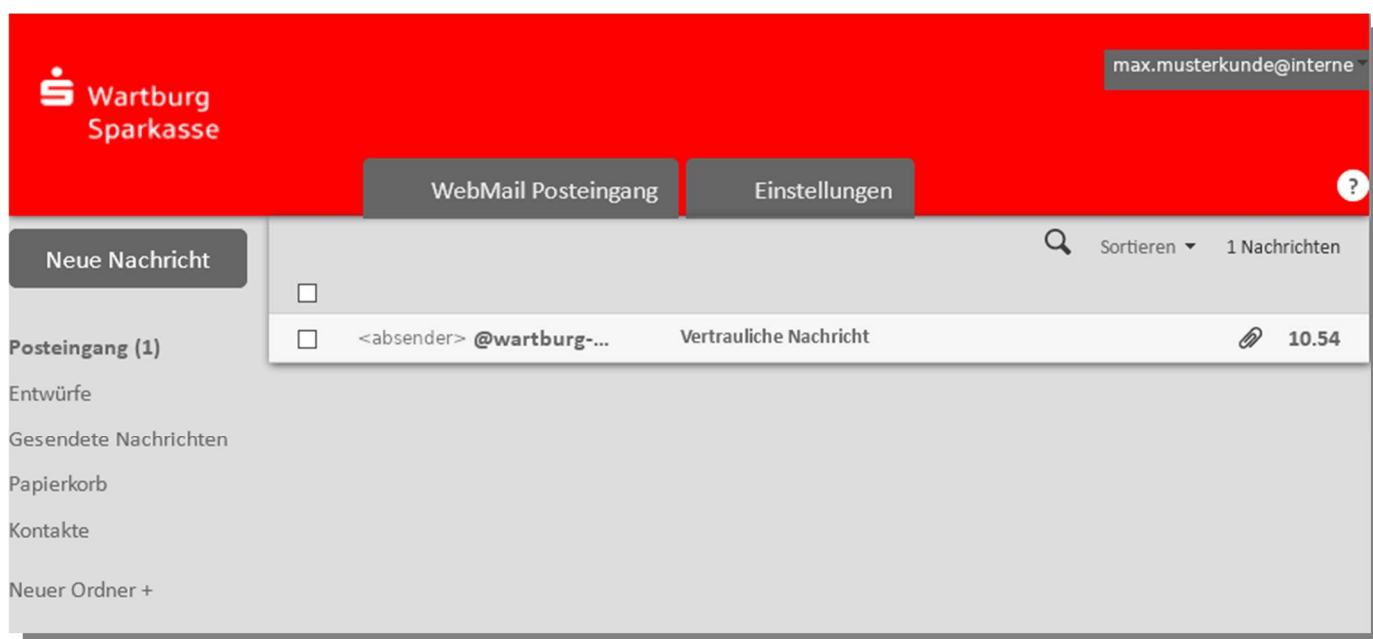 Wartburg
Sparkasse
max.musterkunde@interne
WebMail Posteingang
Einstellungen
?
Neue Nachricht
Sortieren
1 Nachrichten
<absender> @wartburg-...
Vertrauliche Nachricht
10.54
Posteingang (1)
Entwürfe
Gesendete Nachrichten
Papierkorb
Kontakte
Neuer Ordner +